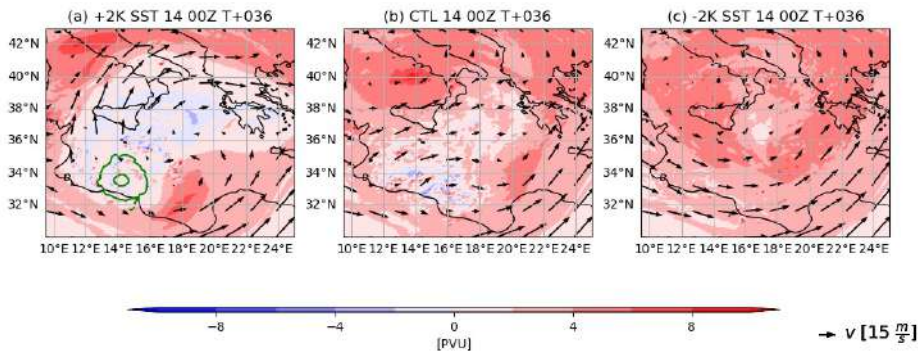 (a) +2K SST 14 00Z T+036 (b) CTL 14 00Z T+036 (c) -2K SST 14 00Z T+036
42°N 42°N 42°N
40°N 40°N 40°N
38°N 38°N 38°N
36°N 36°N 36°N
34°N 34°N 34°N
32°N 32°N 32°N
10°E 12°E 14°E 16°E 18°E 20°E 22°E 24°E 10°E 12°E 14°E 16°E 18°E 20°E 22°E 24°E 10°E 12°E 14°E 16°E 18°E 20°E 22°E 24°E
−8 −4 0 4 8
[PVU]
v [15 m/s]